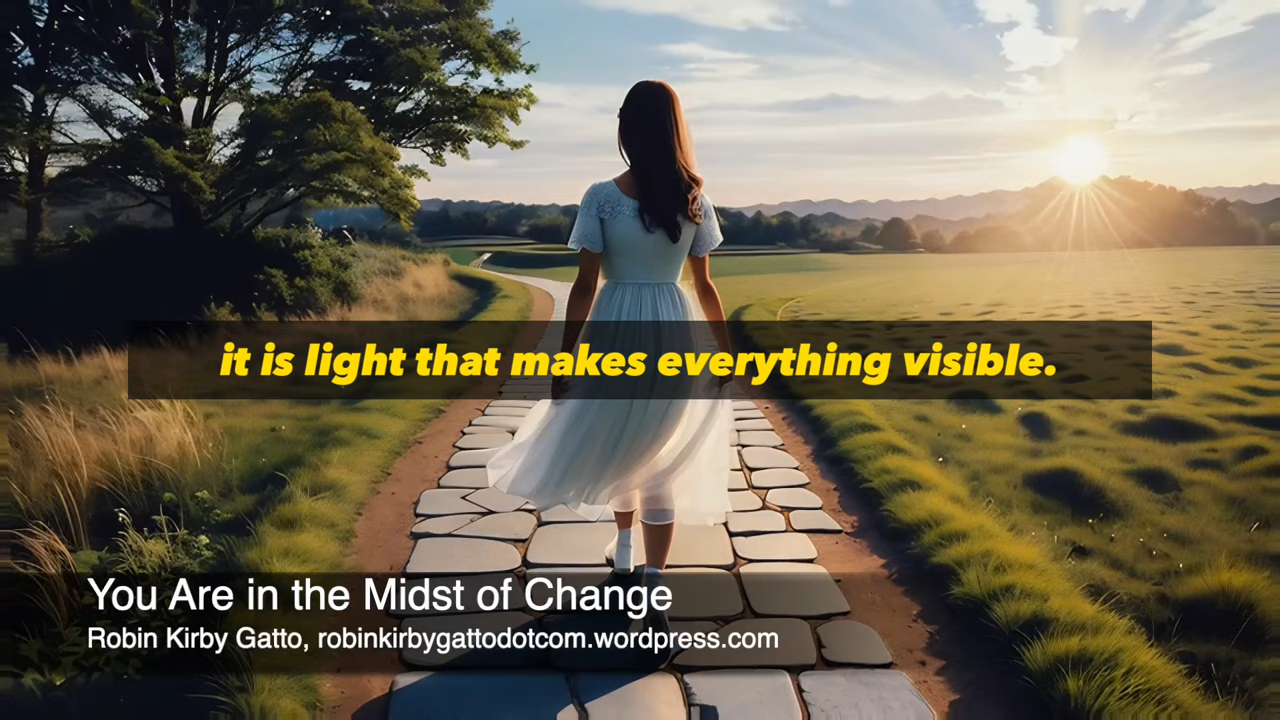 it is light that makes everything visible.
You Are in the Midst of Change
Robin Kirby Gatto, robinkirbygattodotcom.wordpress.com